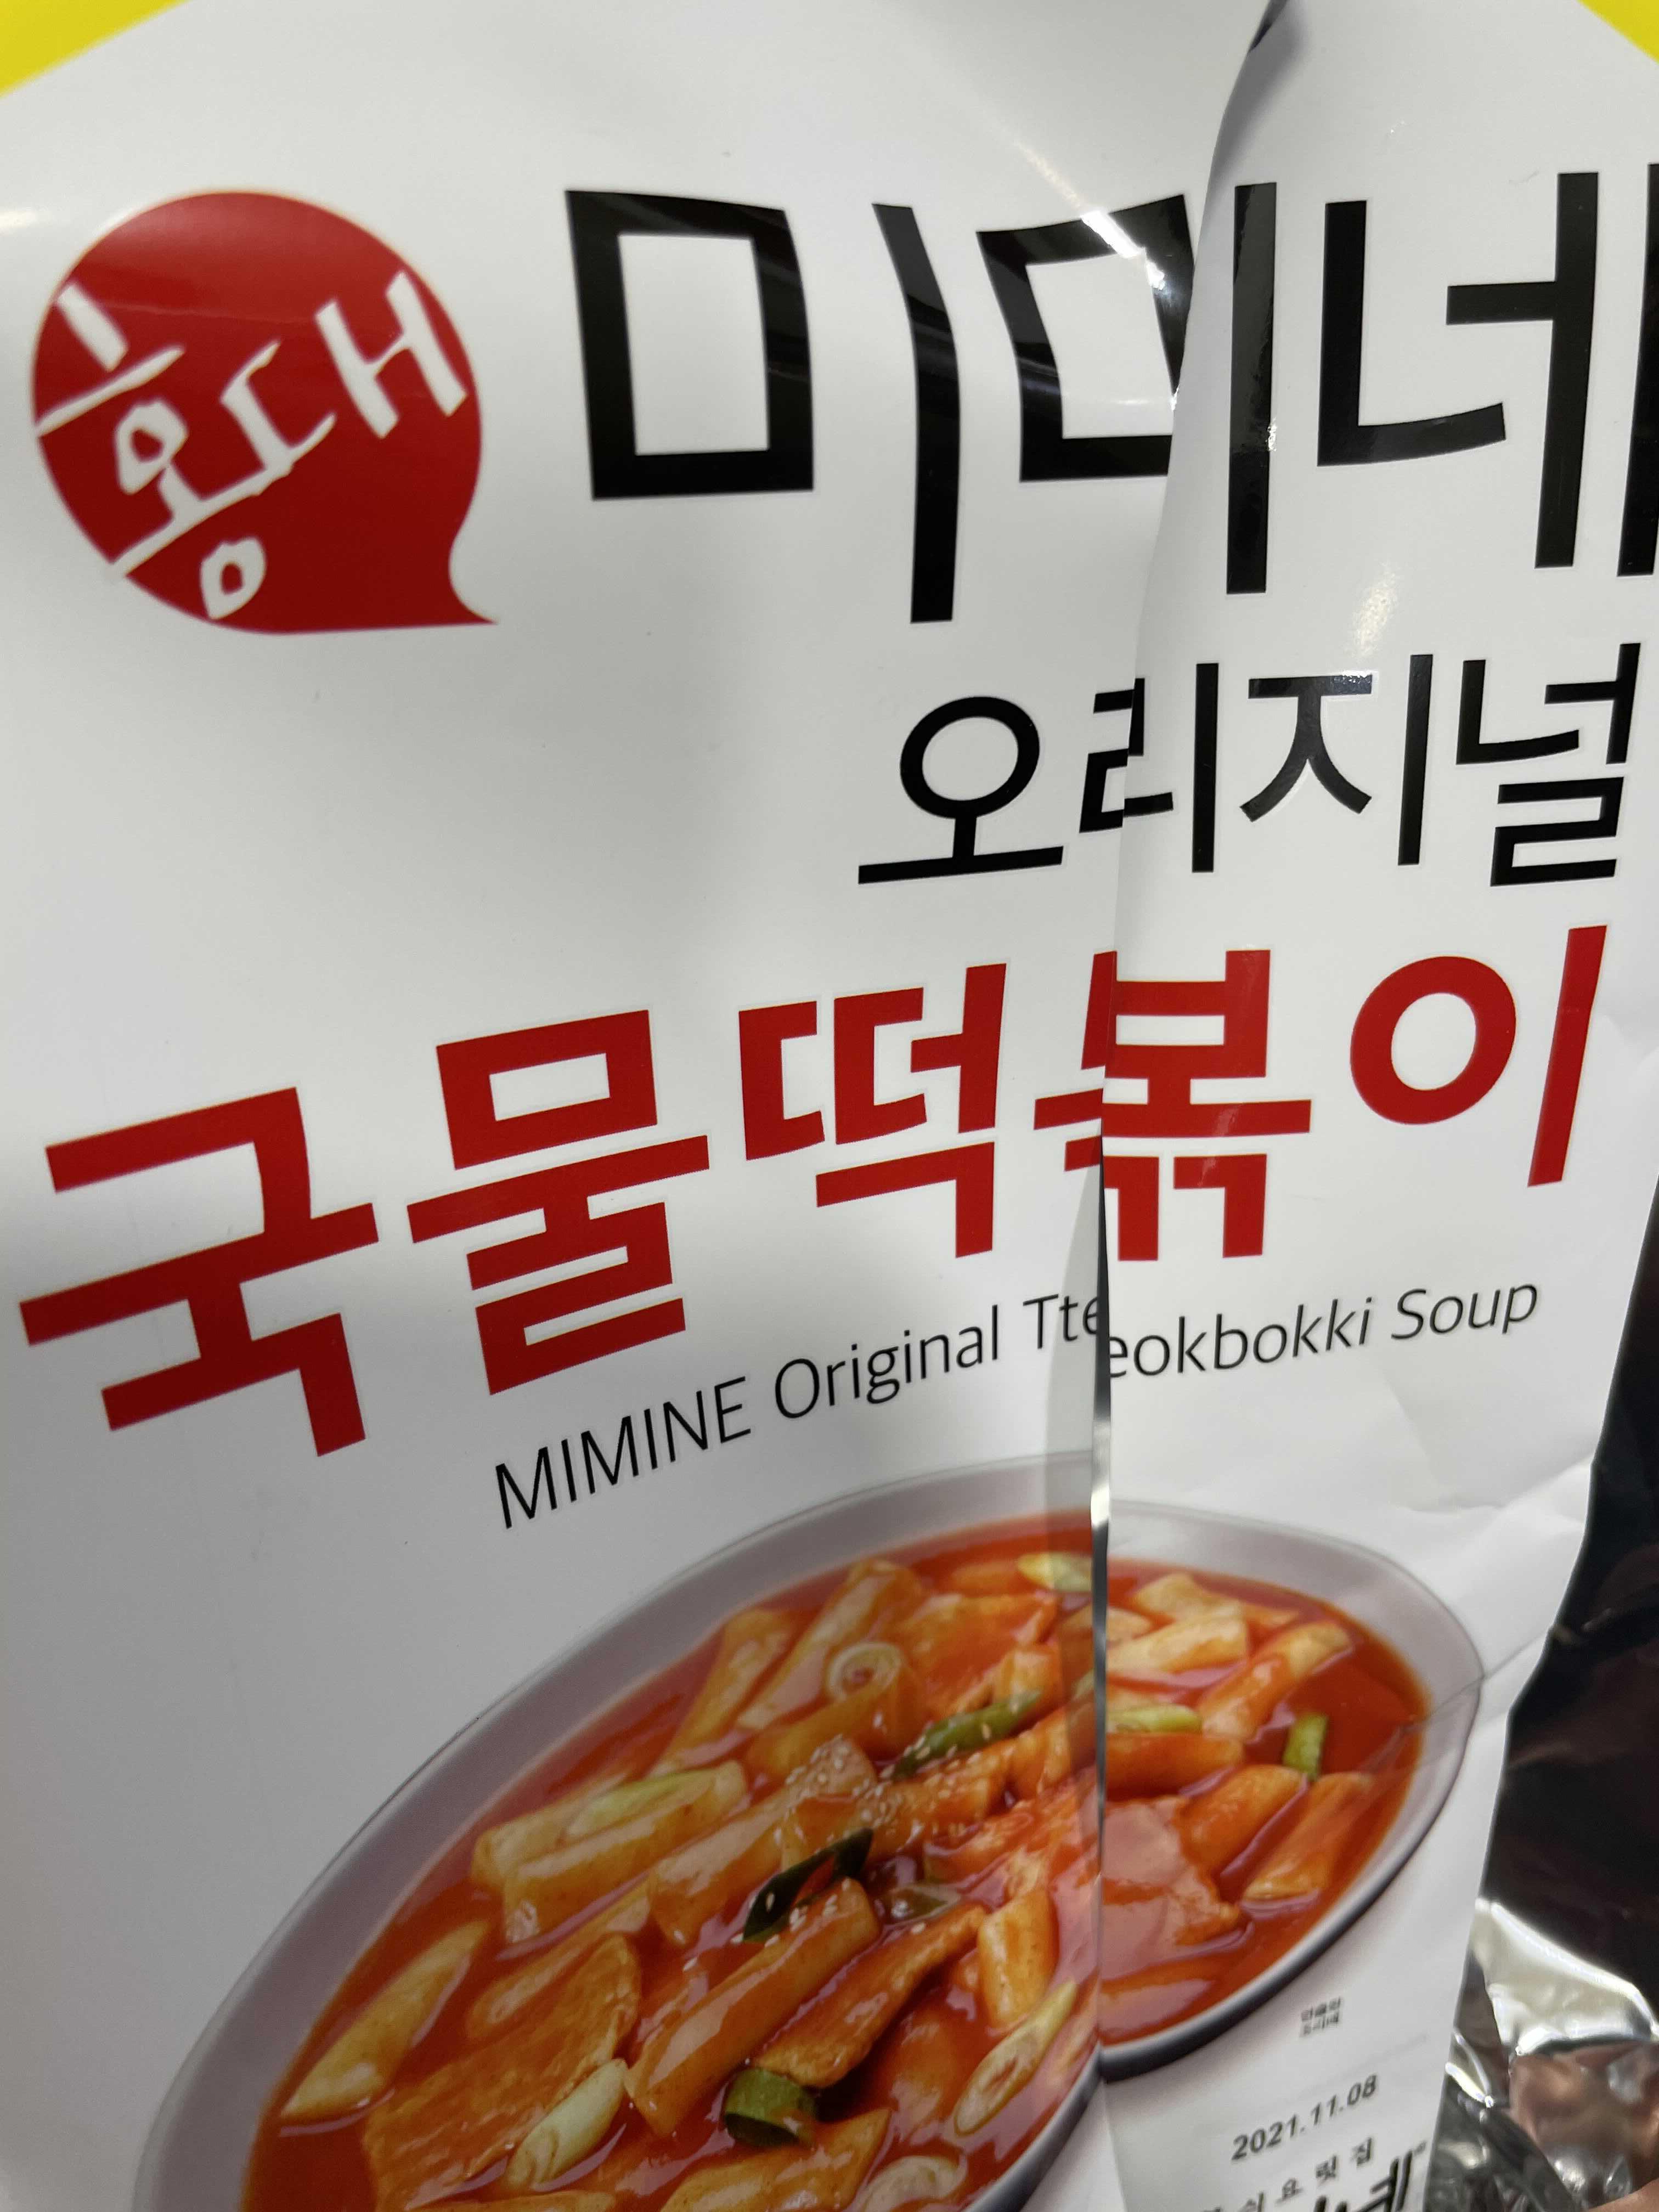 홍대
미미네
오리지널
국물떡볶이
MIMINE Original Tteokbokki Soup
2021.11.08